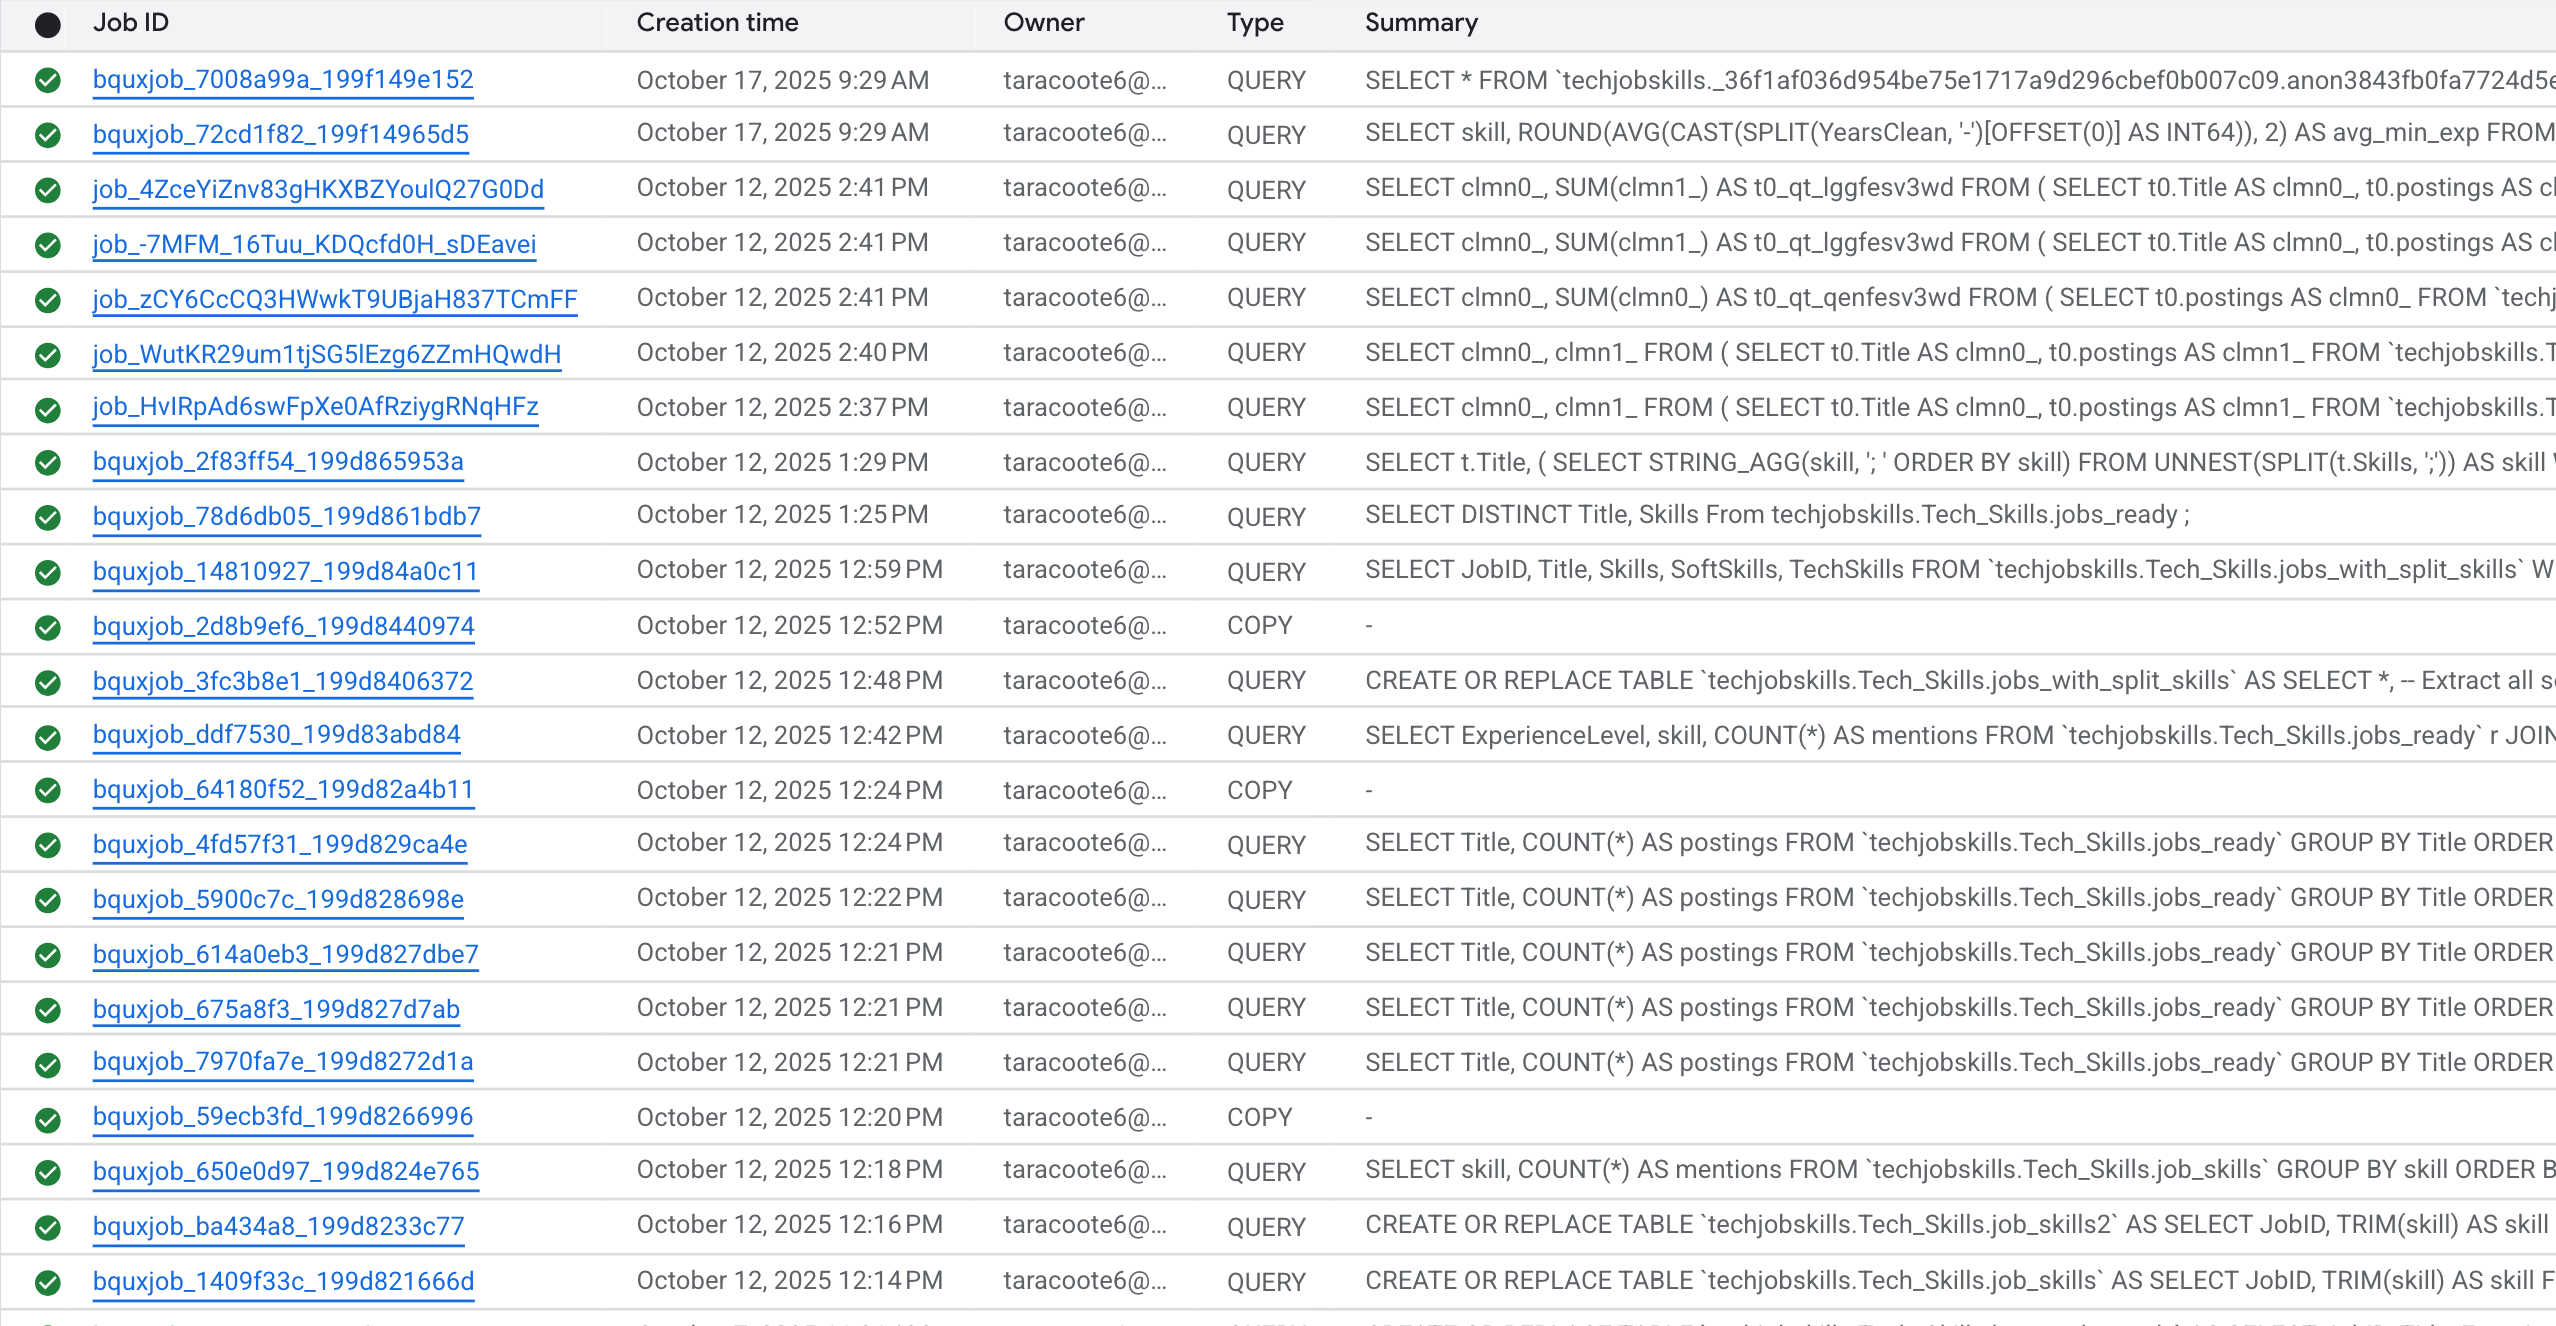 Job ID Creation time Owner Type Summary
bquxjob_7008a99a_199f149e152 October 17, 2025 9:29 AM taracoote6@... QUERY SELECT * FROM `techjobskills._36f1af036d954be75e1717a9d296cbef0b007c09.anon3843fb0fa7724d5e
bquxjob_72cd1f82_199f14965d5 October 17, 2025 9:29 AM taracoote6@... QUERY SELECT skill, ROUND(AVG(CAST(SPLIT(YearsClean, '-')[OFFSET(0)] AS INT64)), 2) AS avg_min_exp FROM
job_4ZceYiZnv83gHKXBZYoulQ27G0Dd October 12, 2025 2:41 PM taracoote6@... QUERY SELECT clmn0_, SUM(clmn1_) AS t0_qt_lggfesv3wd FROM ( SELECT t0.Title AS clmn0_, t0.postings AS cl
job_-7MFM_16Tuu_KDQcfd0H_sDEavei October 12, 2025 2:41 PM taracoote6@... QUERY SELECT clmn0_, SUM(clmn1_) AS t0_qt_lggfesv3wd FROM ( SELECT t0.Title AS clmn0_, t0.postings AS cl
job_zCY6CcCQ3HWwkT9UBjaH837TCmFF October 12, 2025 2:41 PM taracoote6@... QUERY SELECT clmn0_, SUM(clmn0_) AS t0_qt_qenfesv3wd FROM ( SELECT t0.postings AS clmn0_ FROM `techj
job_WutKR29um1tjSG5lEzg6ZZmHQwdH October 12, 2025 2:40 PM taracoote6@... QUERY SELECT clmn0_, clmn1_ FROM ( SELECT t0.Title AS clmn0_, t0.postings AS clmn1_ FROM `techjobskills.T
job_HvIRpAd6swFpXe0AfRziygRNqHFz October 12, 2025 2:37 PM taracoote6@... QUERY SELECT clmn0_, clmn1_ FROM ( SELECT t0.Title AS clmn0_, t0.postings AS clmn1_ FROM `techjobskills.T
bquxjob_2f83ff54_199d865953a October 12, 2025 1:29 PM taracoote6@... QUERY SELECT t.Title, ( SELECT STRING_AGG(skill, '; ' ORDER BY skill) FROM UNNEST(SPLIT(t.Skills, ';')) AS skill
bquxjob_78d6db05_199d861bdb7 October 12, 2025 1:25 PM taracoote6@... QUERY SELECT DISTINCT Title, Skills From techjobskills.Tech_Skills.jobs_ready ;
bquxjob_14810927_199d84a0c11 October 12, 2025 12:59 PM taracoote6@... QUERY SELECT JobID, Title, Skills, SoftSkills, TechSkills FROM `techjobskills.Tech_Skills.jobs_with_split_skills` W
bquxjob_2d8b9ef6_199d8440974 October 12, 2025 12:52 PM taracoote6@... COPY -
bquxjob_3fc3b8e1_199d8406372 October 12, 2025 12:48 PM taracoote6@... QUERY CREATE OR REPLACE TABLE `techjobskills.Tech_Skills.jobs_with_split_skills` AS SELECT *, -- Extract all s
bquxjob_ddf7530_199d83abd84 October 12, 2025 12:42 PM taracoote6@... QUERY SELECT ExperienceLevel, skill, COUNT(*) AS mentions FROM `techjobskills.Tech_Skills.jobs_ready` r JOIN
bquxjob_64180f52_199d82a4b11 October 12, 2025 12:24 PM taracoote6@... COPY -
bquxjob_4fd57f31_199d829ca4e October 12, 2025 12:24 PM taracoote6@... QUERY SELECT Title, COUNT(*) AS postings FROM `techjobskills.Tech_Skills.jobs_ready` GROUP BY Title ORDER
bquxjob_5900c7c_199d828698e October 12, 2025 12:22 PM taracoote6@... QUERY SELECT Title, COUNT(*) AS postings FROM `techjobskills.Tech_Skills.jobs_ready` GROUP BY Title ORDER
bquxjob_614a0eb3_199d827dbe7 October 12, 2025 12:21 PM taracoote6@... QUERY SELECT Title, COUNT(*) AS postings FROM `techjobskills.Tech_Skills.jobs_ready` GROUP BY Title ORDER
bquxjob_675a8f3_199d827d7ab October 12, 2025 12:21 PM taracoote6@... QUERY SELECT Title, COUNT(*) AS postings FROM `techjobskills.Tech_Skills.jobs_ready` GROUP BY Title ORDER
bquxjob_7970fa7e_199d8272d1a October 12, 2025 12:21 PM taracoote6@... QUERY SELECT Title, COUNT(*) AS postings FROM `techjobskills.Tech_Skills.jobs_ready` GROUP BY Title ORDER
bquxjob_59ecb3fd_199d8266996 October 12, 2025 12:20 PM taracoote6@... COPY -
bquxjob_650e0d97_199d824e765 October 12, 2025 12:18 PM taracoote6@... QUERY SELECT skill, COUNT(*) AS mentions FROM `techjobskills.Tech_Skills.job_skills` GROUP BY skill ORDER B
bquxjob_ba434a8_199d8233c77 October 12, 2025 12:16 PM taracoote6@... QUERY CREATE OR REPLACE TABLE `techjobskills.Tech_Skills.job_skills2` AS SELECT JobID, TRIM(skill) AS skill
bquxjob_1409f33c_199d821666d October 12, 2025 12:14 PM taracoote6@... QUERY CREATE OR REPLACE TABLE `techjobskills.Tech_Skills.job_skills` AS SELECT JobID, TRIM(skill) AS skill F